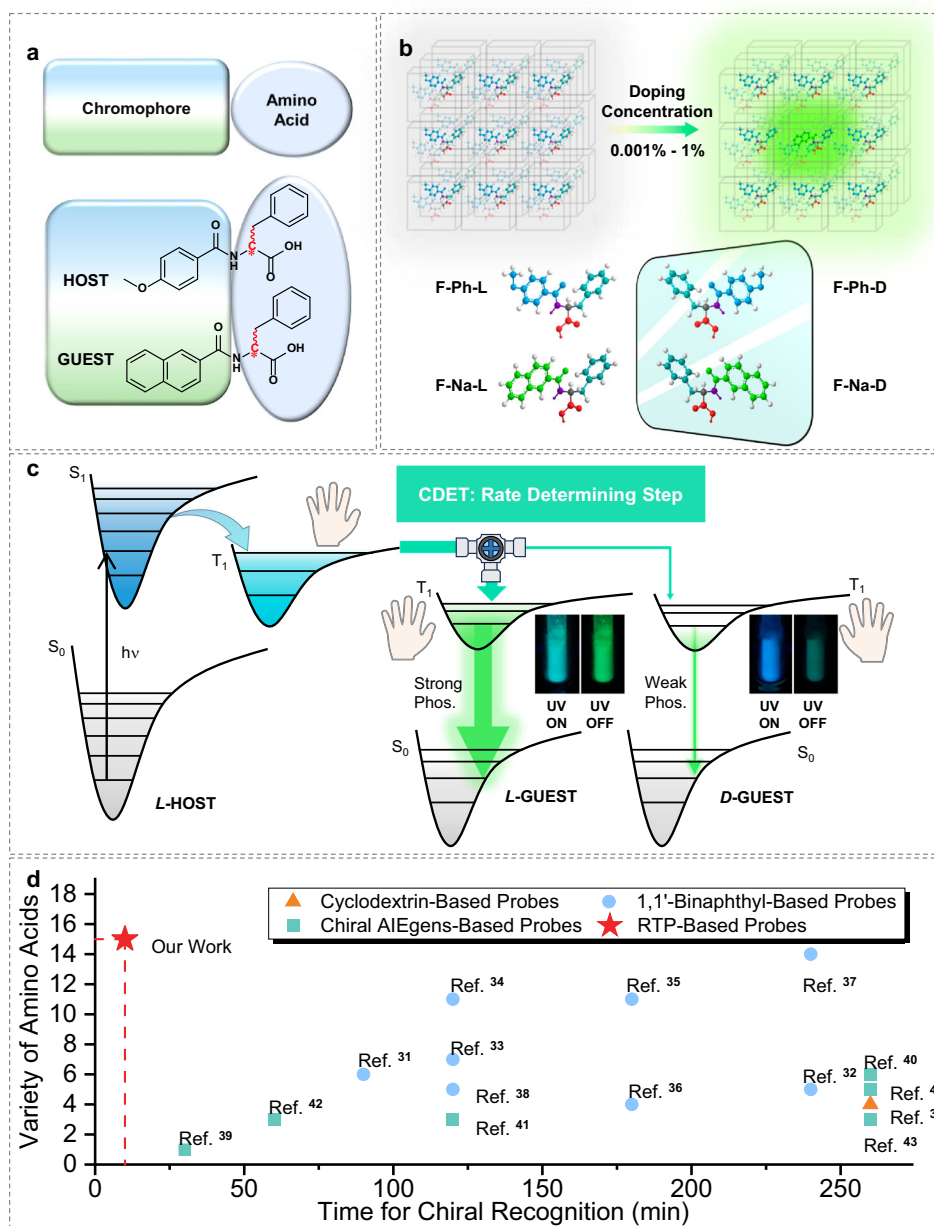 a
Chromophore
Amino
Acid
HOST
O
O
N
H
C
*
OH
O
GUEST
O
N
H
C
*
OH
O
b
Doping
Concentration
0.001% - 1%
F-Ph-L
F-Ph-D
F-Na-L
F-Na-D
c
S1
CDET: Rate Determining Step
T1
T1
T1
S0
hν
Strong
Phos.
UV
ON
UV
OFF
Weak
Phos.
UV
ON
UV
OFF
S0
S0
L-HOST
L-GUEST
D-GUEST
d
Variety of Amino Acids
18
16
14
12
10
8
6
4
2
0
Cyclodextrin-Based Probes
1,1'-Binaphthyl-Based Probes
Chiral AIEgens-Based Probes
RTP-Based Probes
Our Work
Ref. 34
Ref. 35
Ref. 37
Ref. 33
Ref. 31
Ref. 40
Ref. 32
Ref. 38
Ref. 36
Ref. 4
Ref. 42
Ref. 41
Ref. 3
Ref. 39
Ref. 43
0
50
100
150
200
250
Time for Chiral Recognition (min)